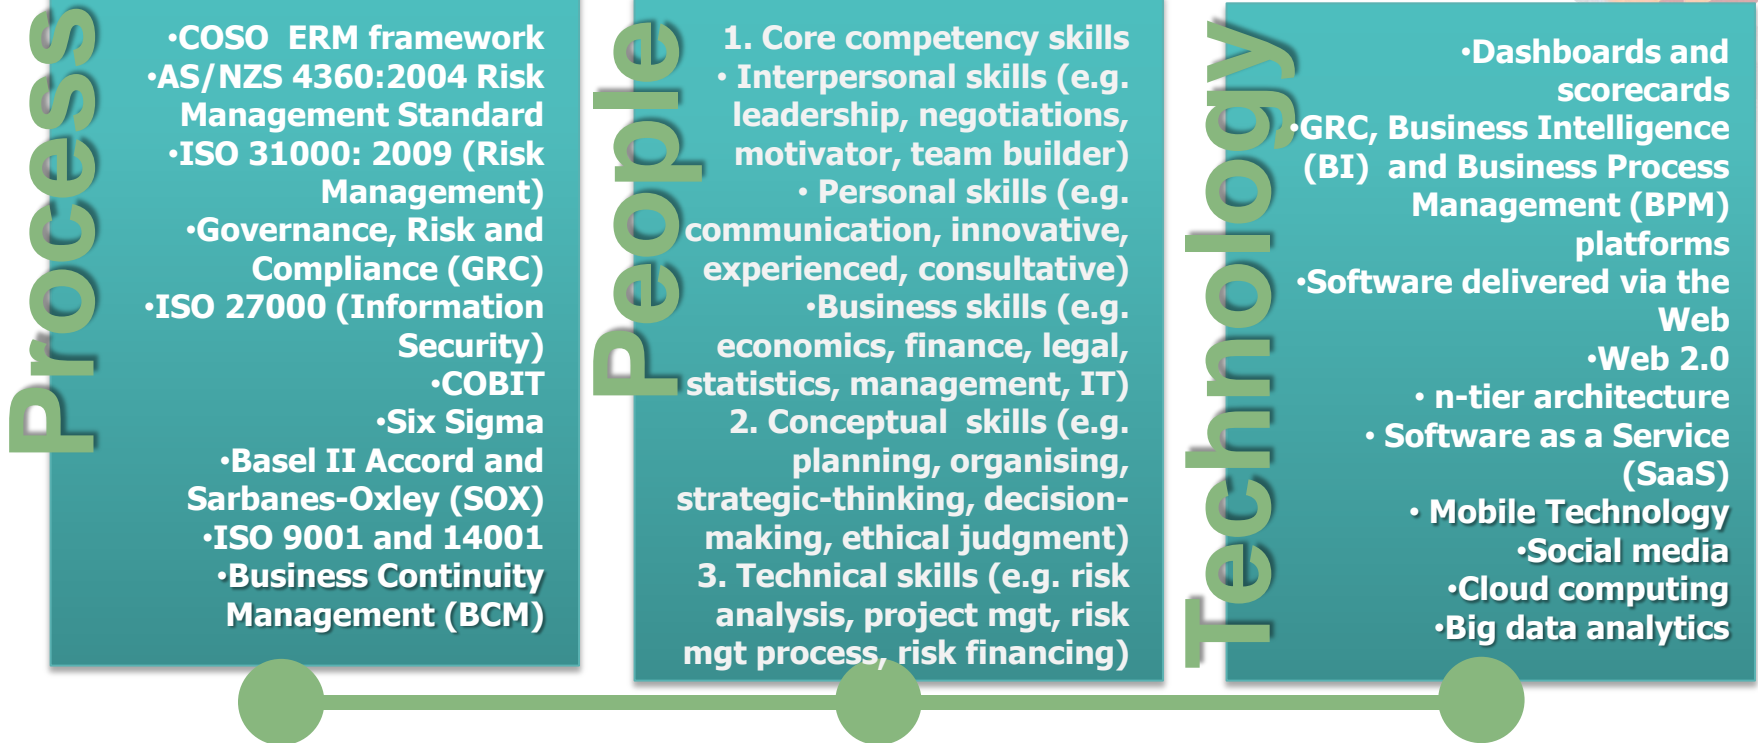 Process
•COSO  ERM framework
•AS/NZS 4360:2004 Risk
Management Standard
•ISO 31000: 2009 (Risk
Management)
•Governance, Risk and
Compliance (GRC)
•ISO 27000 (Information
Security)
•COBIT
•Six Sigma
•Basel II Accord and
Sarbanes-Oxley (SOX)
•ISO 9001 and 14001
•Business Continuity
Management (BCM)
People
1. Core competency skills
• Interpersonal skills (e.g.
leadership, negotiations,
motivator, team builder)
• Personal skills (e.g.
communication, innovative,
experienced, consultative)
•Business skills (e.g.
economics, finance, legal,
statistics, management, IT)
2. Conceptual  skills (e.g.
planning, organising,
strategic-thinking, decision-
making, ethical judgment)
3. Technical skills (e.g. risk
analysis, project mgt, risk
mgt process, risk financing)
Technology
•Dashboards and
scorecards
•GRC, Business Intelligence
(BI)  and Business Process
Management (BPM)
platforms
•Software delivered via the
Web
•Web 2.0
• n-tier architecture
• Software as a Service
(SaaS)
• Mobile Technology
•Social media
•Cloud computing
•Big data analytics